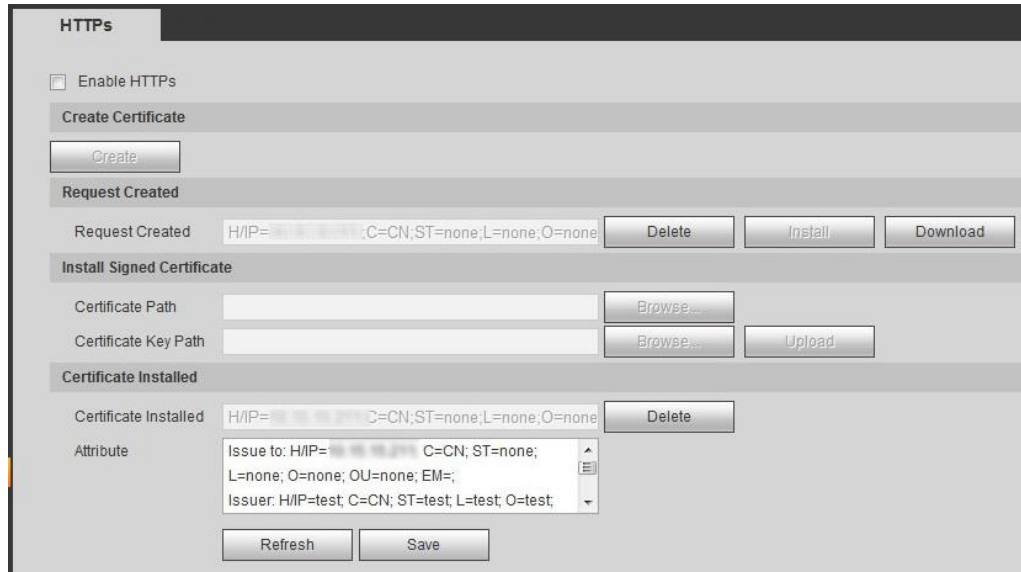 HTTPs
Enable HTTPs
Create Certificate
Create
Request Created
Request Created H/IP= ;C=CN;ST=none;L=none;O=none Delete Install Download
Install Signed Certificate
Certificate Path Browse...
Certificate Key Path Browse... Upload
Certificate Installed
Certificate Installed H/IP= C=CN;ST=none;L=none;O=none Delete
Attribute Issue to: H/IP= C=CN; ST=none;
L=none; O=none; OU=none; EM=;
Issuer: H/IP=test; C=CN; ST=test; L=test; O=test;
Refresh Save